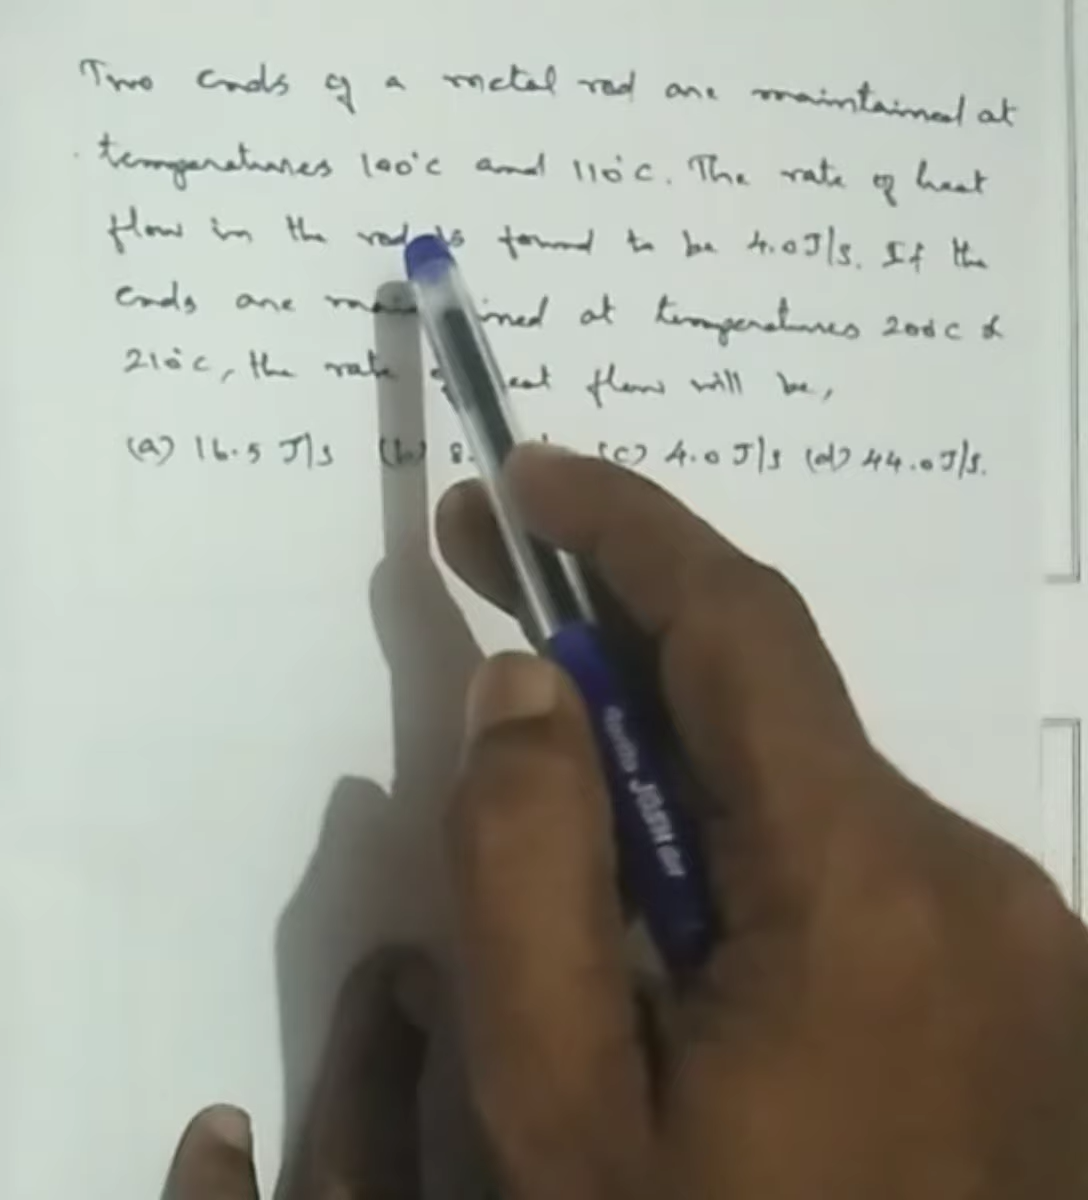 Two ends of a metal rod are maintained at
temperatures 100°C and 110°C. The rate of heat
flow in the rod is found to be 4.0 J/s. If the
ends are at temperatures 200°C &
210°C, the rate flow will be,
(a) 16.5 J/s (b) 8. (c) 4.0 J/s (d) 44.0 J/s.